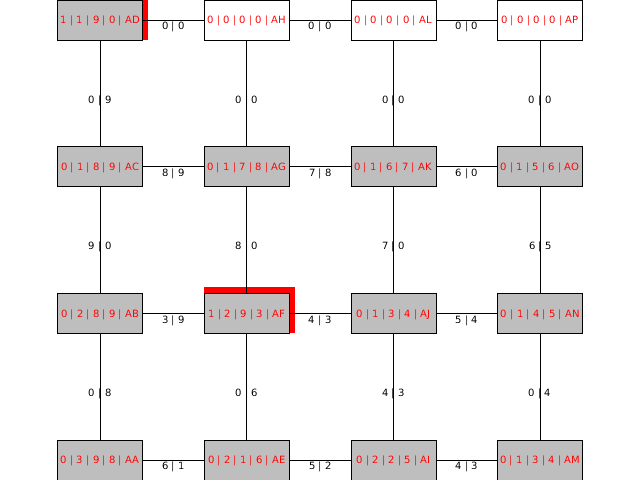 1 | 1 | 9 | 0 | AD 0 | 0 0 | 0 | 0 | 0 | AH 0 | 0 0 | 0 | 0 | 0 | AL 0 | 0 0 | 0 | 0 | 0 | AP
0 | 9 0 | 0 0 | 0 0 | 0
0 | 1 | 8 | 9 | AC 8 | 9 0 | 1 | 7 | 8 | AG 7 | 8 0 | 1 | 6 | 7 | AK 6 | 0 0 | 1 | 5 | 6 | AO
9 | 0 8 | 0 7 | 0 6 | 5
0 | 2 | 8 | 9 | AB 3 | 9 1 | 2 | 9 | 3 | AF 4 | 3 0 | 1 | 3 | 4 | AJ 5 | 4 0 | 1 | 4 | 5 | AN
0 | 8 0 | 6 4 | 3 0 | 4
0 | 3 | 9 | 8 | AA 6 | 1 0 | 2 | 1 | 6 | AE 5 | 2 0 | 2 | 2 | 5 | AI 4 | 3 0 | 1 | 3 | 4 | AM